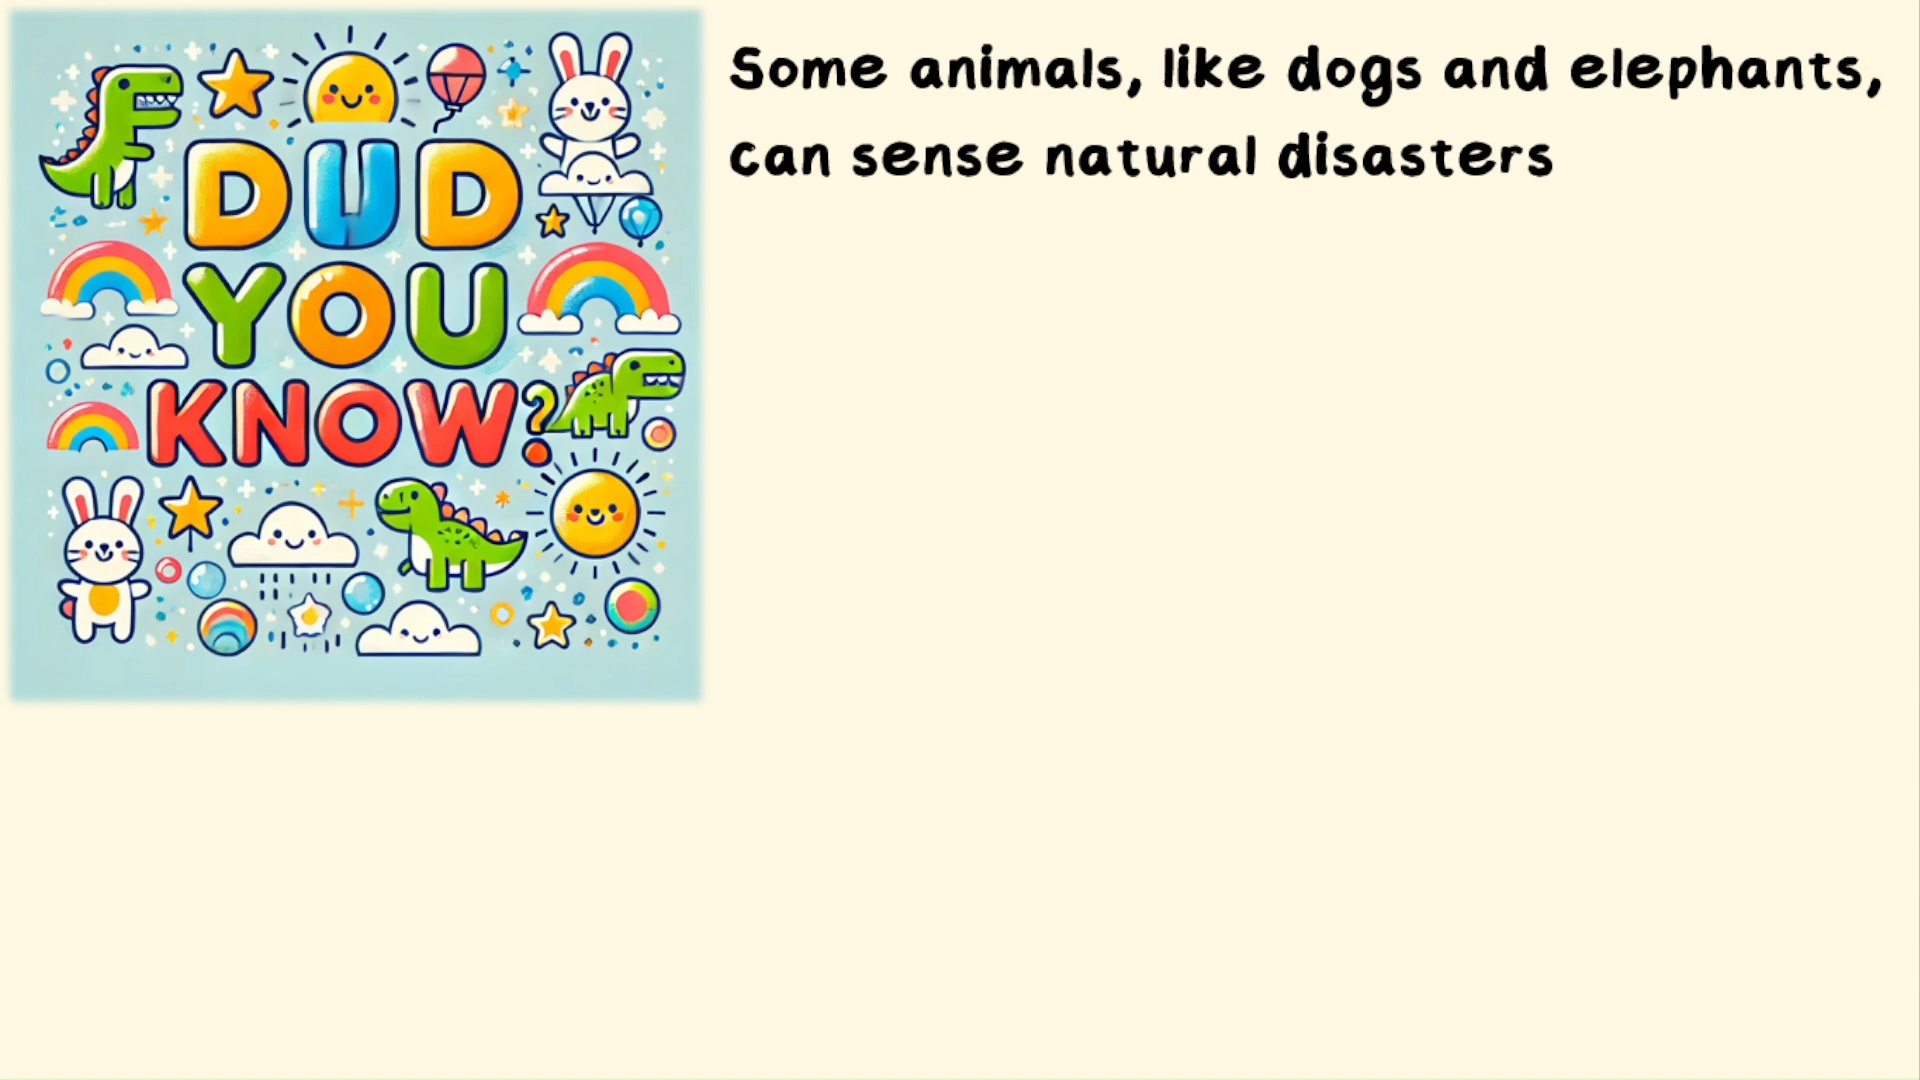 DUD
YOU
KNOW?
Some animals, like dogs and elephants,
can sense natural disasters